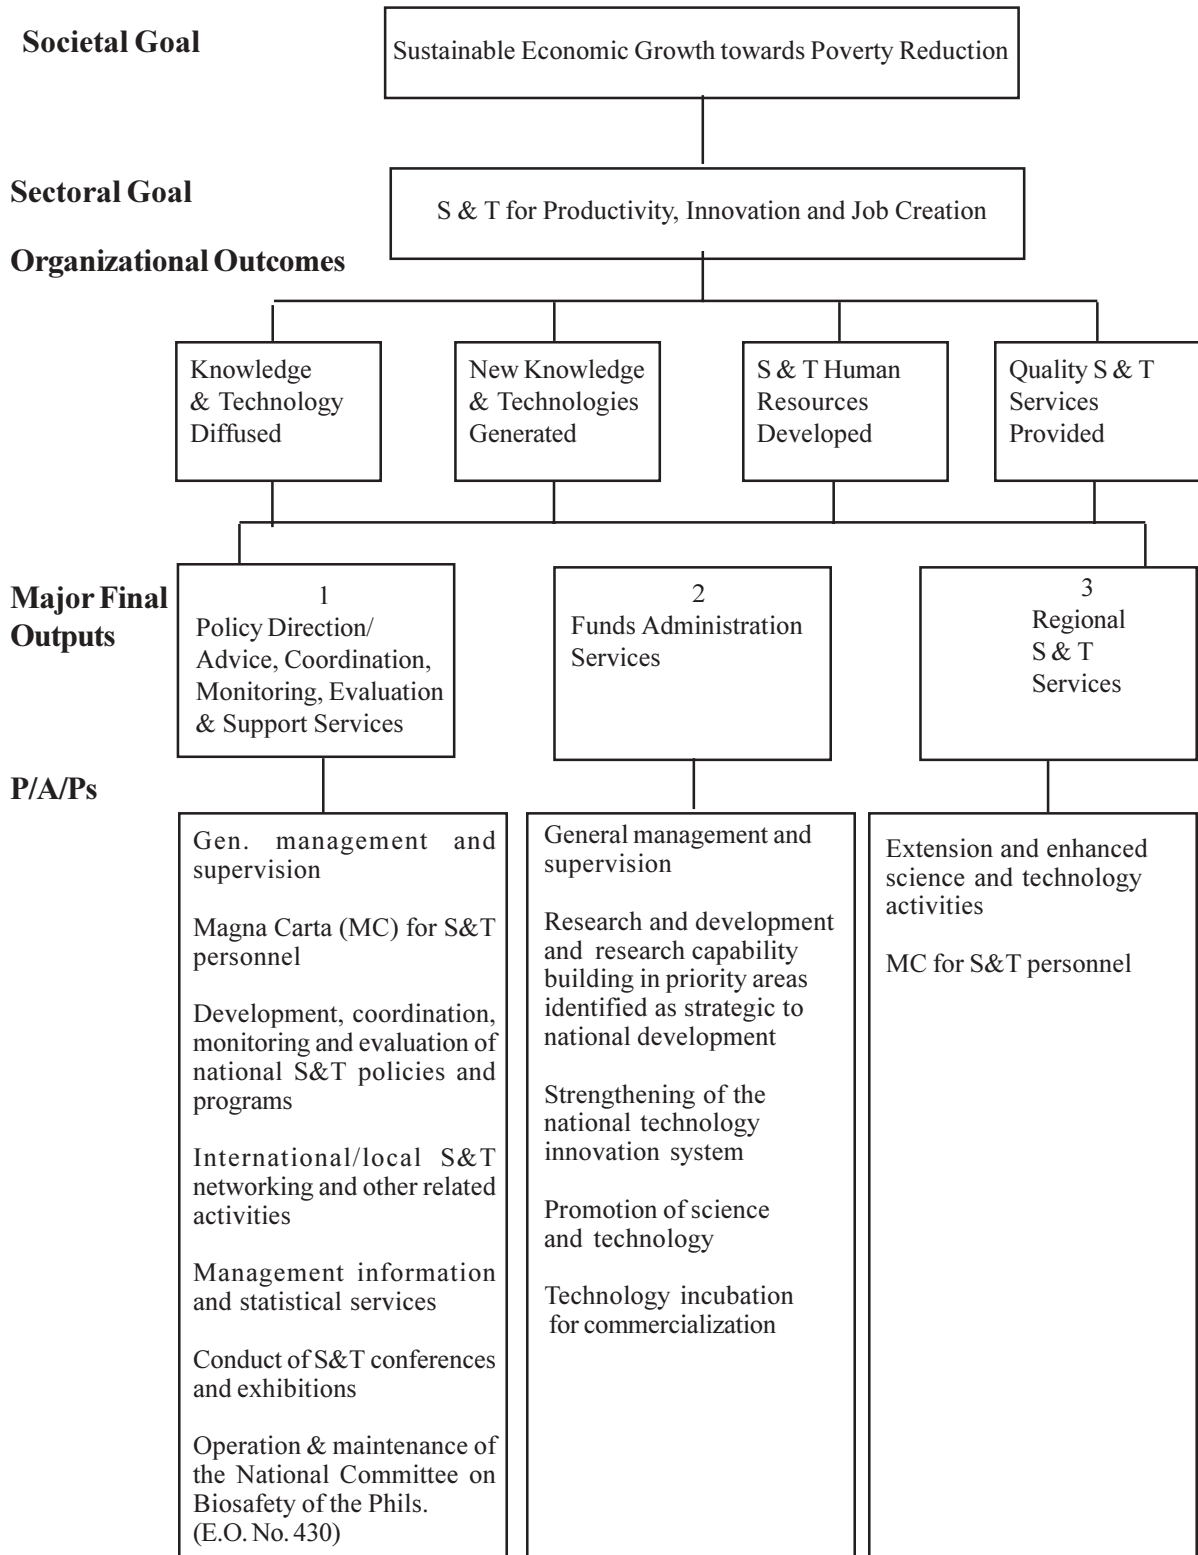 Societal Goal
Sustainable Economic Growth towards Poverty Reduction
Sectoral Goal
S & T for Productivity, Innovation and Job Creation
Organizational Outcomes
Knowledge
& Technology
Diffused
New Knowledge
& Technologies
Generated
S & T Human
Resources
Developed
Quality S & T
Services
Provided
Major Final
Outputs
1
Policy Direction/
Advice, Coordination,
Monitoring, Evaluation
& Support Services
2
Funds Administration
Services
3
Regional
S & T
Services
P/A/Ps
Gen. management and
supervision
Magna Carta (MC) for S&T
personnel
Development, coordination,
monitoring and evaluation of
national S&T policies and
programs
International/local S&T
networking and other related
activities
Management information
and statistical services
Conduct of S&T conferences
and exhibitions
Operation & maintenance of
the National Committee on
Biosafety of the Phils.
(E.O. No. 430)
General management and
supervision
Research and development
and research capability
building in priority areas
identified as strategic to
national development
Strengthening of the
national technology
innovation system
Promotion of science
and technology
Technology incubation
for commercialization
Extension and enhanced
science and technology
activities
MC for S&T personnel